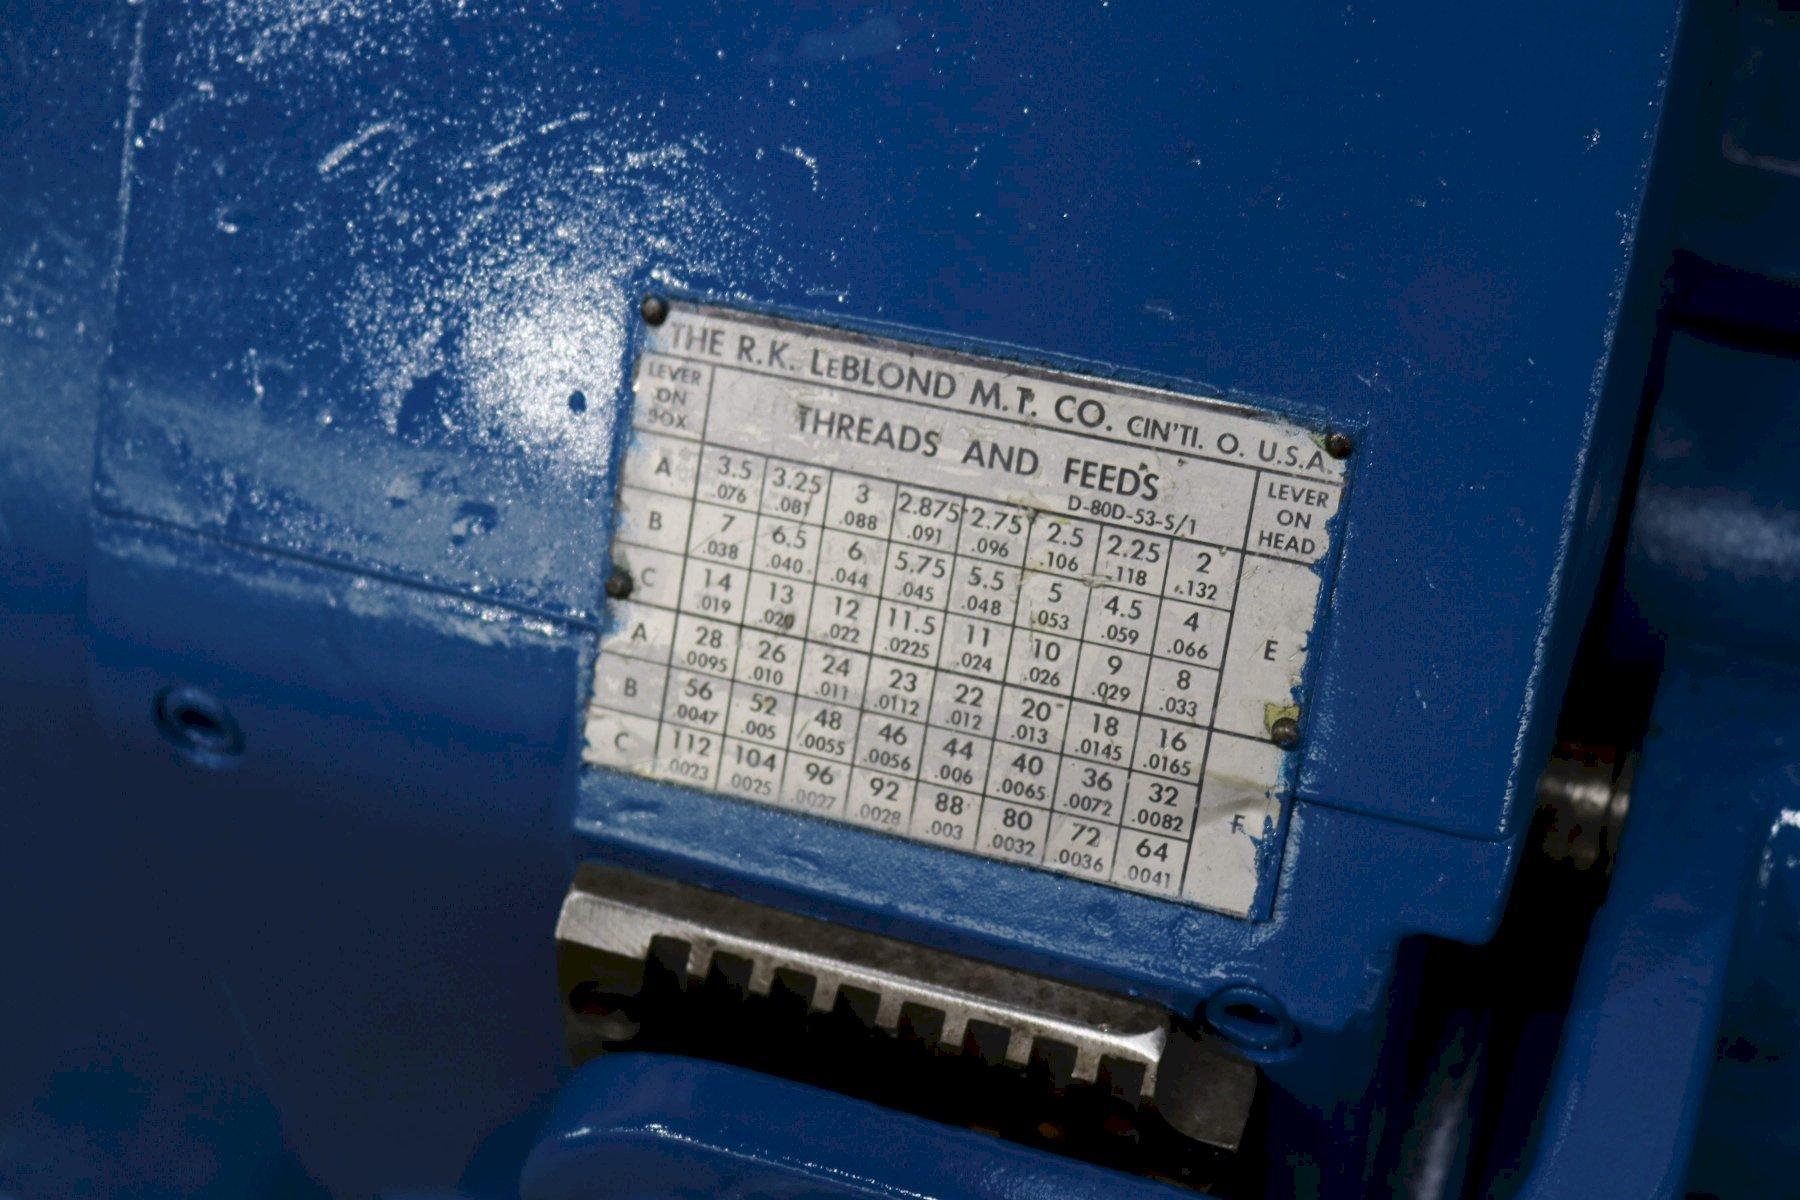 THE R.K. LEBLOND M.T. CO. CIN'TI. O. U.S.A.
LEVER ON BOX
THREADS AND FEEDS
D-80D-53-S/1
LEVER ON HEAD
A 3.5 3.25 3 2.875 2.75 2.5 2.25 2
.076 .081 .088 .091 .096 .106 .118 .132
B 7 6.5 6 5.75 5.5 5 4.5 4
.038 .040 .044 .045 .048 .053 .059 .066
E
C 14 13 12 11.5 11 10 9 8
.019 .020 .022 .0225 .024 .026 .029 .033
A 28 26 24 23 22 20 18 16
.0095 .010 .011 .0112 .012 .013 .0145 .0165
B 56 52 48 46 44 40 36 32
.0047 .005 .0055 .0056 .006 .0065 .0072 .0082
F
C 112 104 96 92 88 80 72 64
.0023 .0025 .0027 .0028 .003 .0032 .0036 .0041